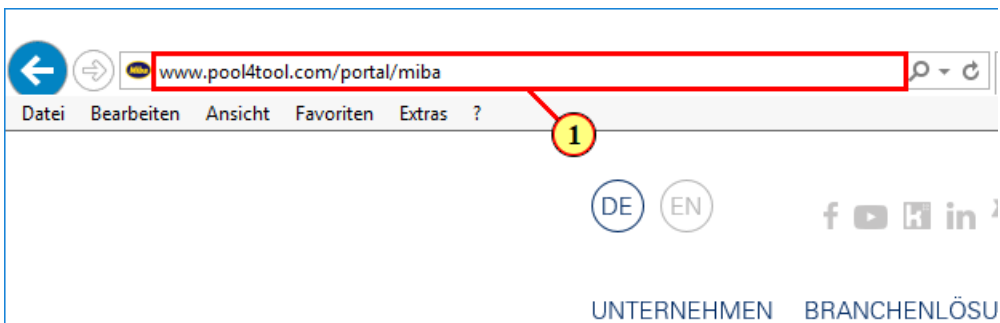 www.pool4tool.com/portal/miba
Datei Bearbeiten Ansicht Favoriten Extras ?
1
DE EN
UNTERNEHMEN BRANCHENLÖSU